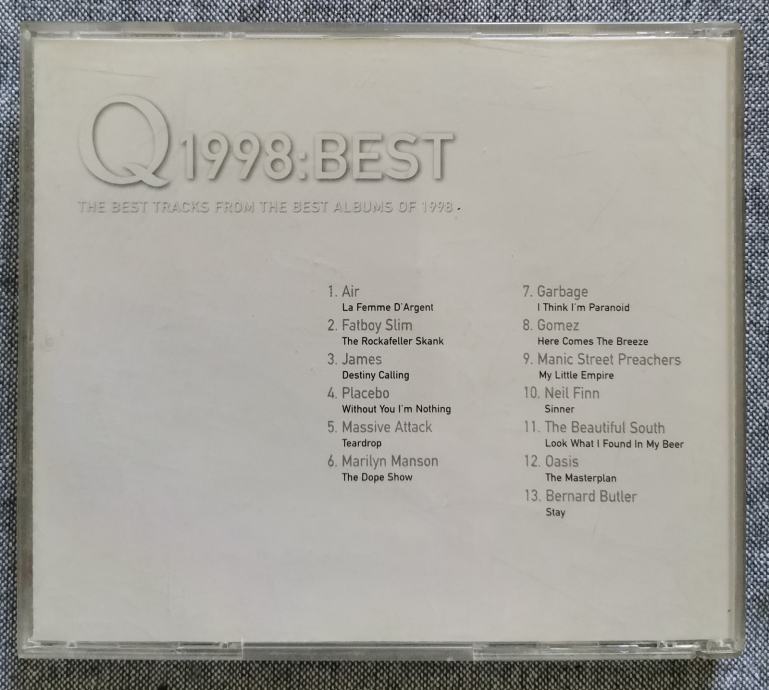 Q 1998:BEST
THE BEST TRACKS FROM THE BEST ALBUMS OF 1998
1. Air
La Femme D'Argent
2. Fatboy Slim
The Rockafeller Skank
3. James
Destiny Calling
4. Placebo
Without You I'm Nothing
5. Massive Attack
Teardrop
6. Marilyn Manson
The Dope Show
7. Garbage
I Think I'm Paranoid
8. Gomez
Here Comes The Breeze
9. Manic Street Preachers
My Little Empire
10. Neil Finn
Sinner
11. The Beautiful South
Look What I Found In My Beer
12. Oasis
The Masterplan
13. Bernard Butler
Stay